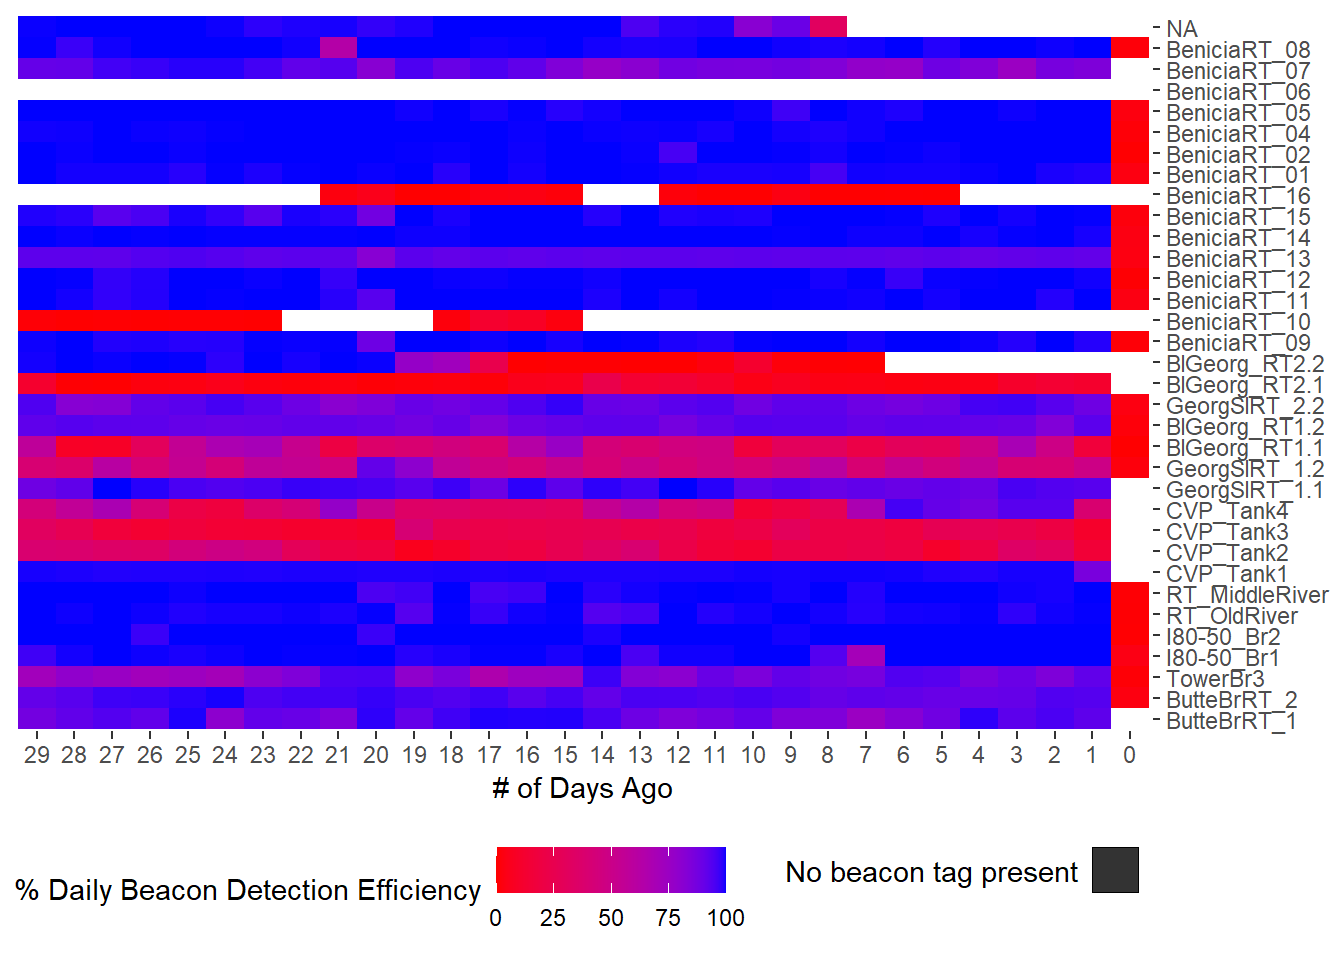 NA
BeniciaRT_08
BeniciaRT_07
BeniciaRT_06
BeniciaRT_05
BeniciaRT_04
BeniciaRT_02
BeniciaRT_01
BeniciaRT_16
BeniciaRT_15
BeniciaRT_14
BeniciaRT_13
BeniciaRT_12
BeniciaRT_11
BeniciaRT_10
BeniciaRT_09
BlGeorg_RT2.2
BlGeorg_RT2.1
GeorgSlRT_2.2
BlGeorg_RT1.2
BlGeorg_RT1.1
GeorgSlRT_1.2
GeorgSlRT_1.1
CVP_Tank4
CVP_Tank3
CVP_Tank2
CVP_Tank1
RT_MiddleRiver
RT_OldRiver
I80-50_Br2
I80-50_Br1
TowerBr3
ButteBrRT_2
ButteBrRT_1
29 28 27 26 25 24 23 22 21 20 19 18 17 16 15 14 13 12 11 10 9 8 7 6 5 4 3 2 1 0
# of Days Ago
% Daily Beacon Detection Efficiency
0 25 50 75 100
No beacon tag present